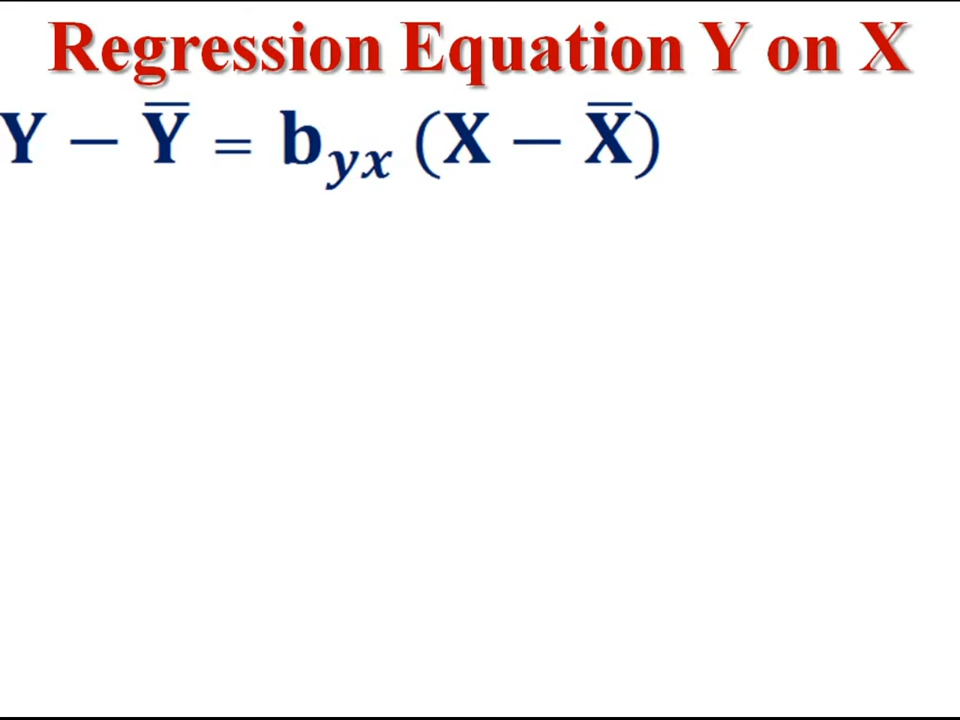 Regression Equation Y on X
Y − Y̅ = b_yx (X − X̅)